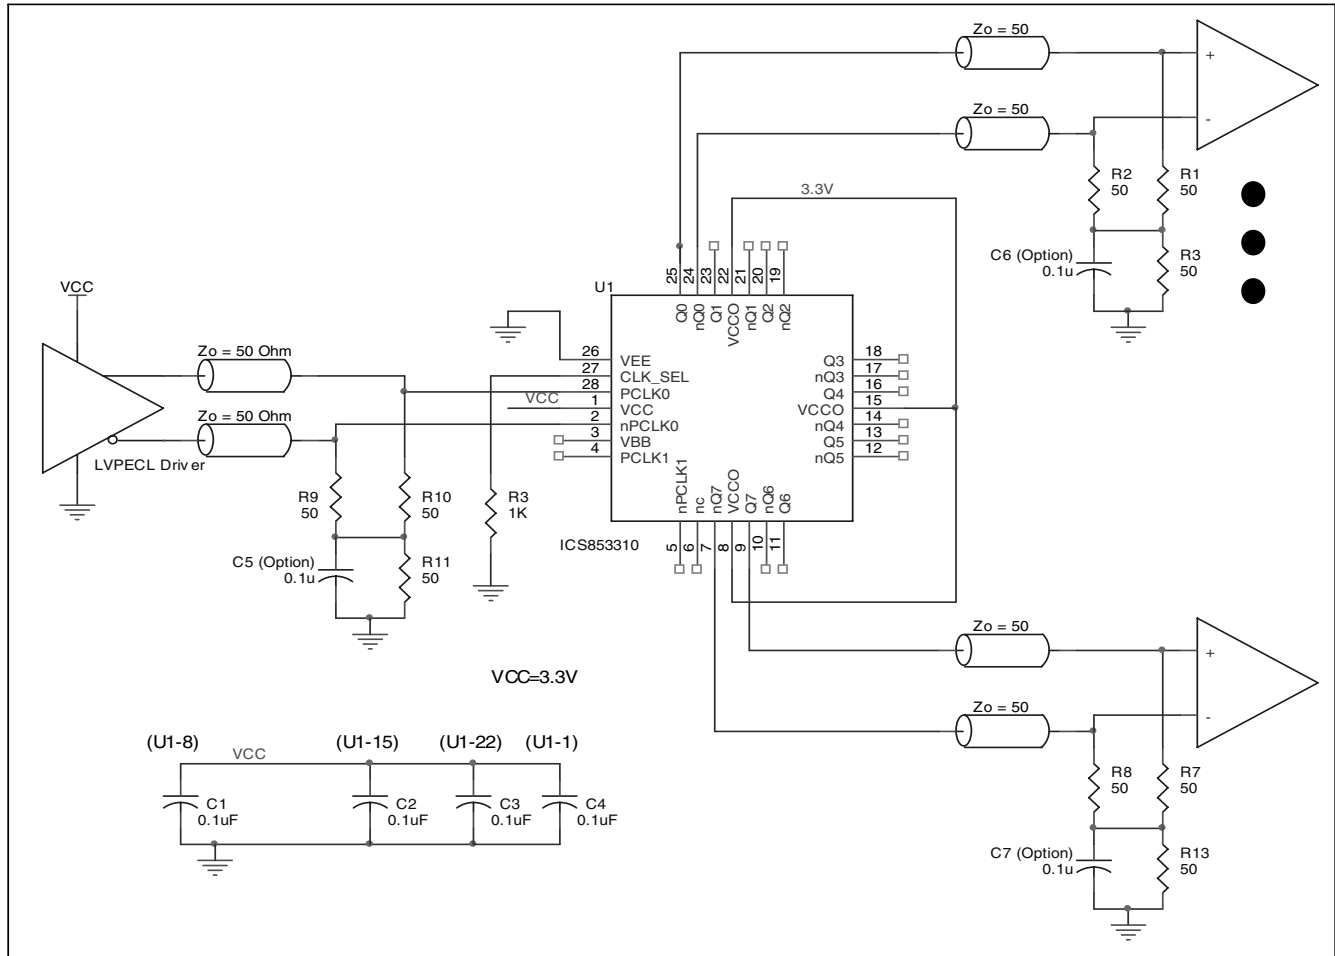 Zo = 50
+
Zo = 50
-
R2
50
R1
50
3.3V
C6 (Option)
0.1u
R3
50
VCC
Zo = 50 Ohm
Zo = 50 Ohm
LVPECL Driver
R9
50
R10
50
C5 (Option)
0.1u
R11
50
R3
1K
VCC
U1
25
24
23
22
21
20
19
Q0
nQ0
Q1
VCCO
nQ1
Q2
nQ2
26
VEE
27
CLK_SEL
28
PCLK0
1
VCC
2
nPCLK0
3
VBB
4
PCLK1
Q3
18
nQ3
17
Q4
16
VCCO
15
nQ4
14
Q5
13
nQ5
12
nPCLK1
nc
nQ7
VCCO
Q7
nQ6
Q6
5
6
7
8
9
10
11
ICS853310
Zo = 50
+
Zo = 50
-
R8
50
R7
50
C7 (Option)
0.1u
R13
50
VCC=3.3V
(U1-8)
(U1-15)
(U1-22)
(U1-1)
VCC
C1
0.1uF
C2
0.1uF
C3
0.1uF
C4
0.1uF